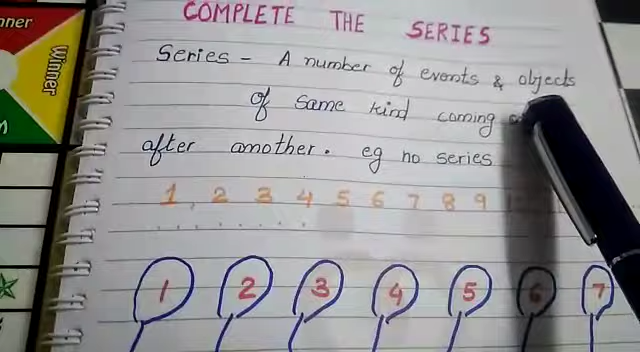 nner
Winner
COMPLETE THE SERIES
Series - A number of events & objects
of same kind coming
after another. eg no series
1, 2 3 4 5 6 7 8 9
. . . . . . . .
1 2 3 4 5 6 7